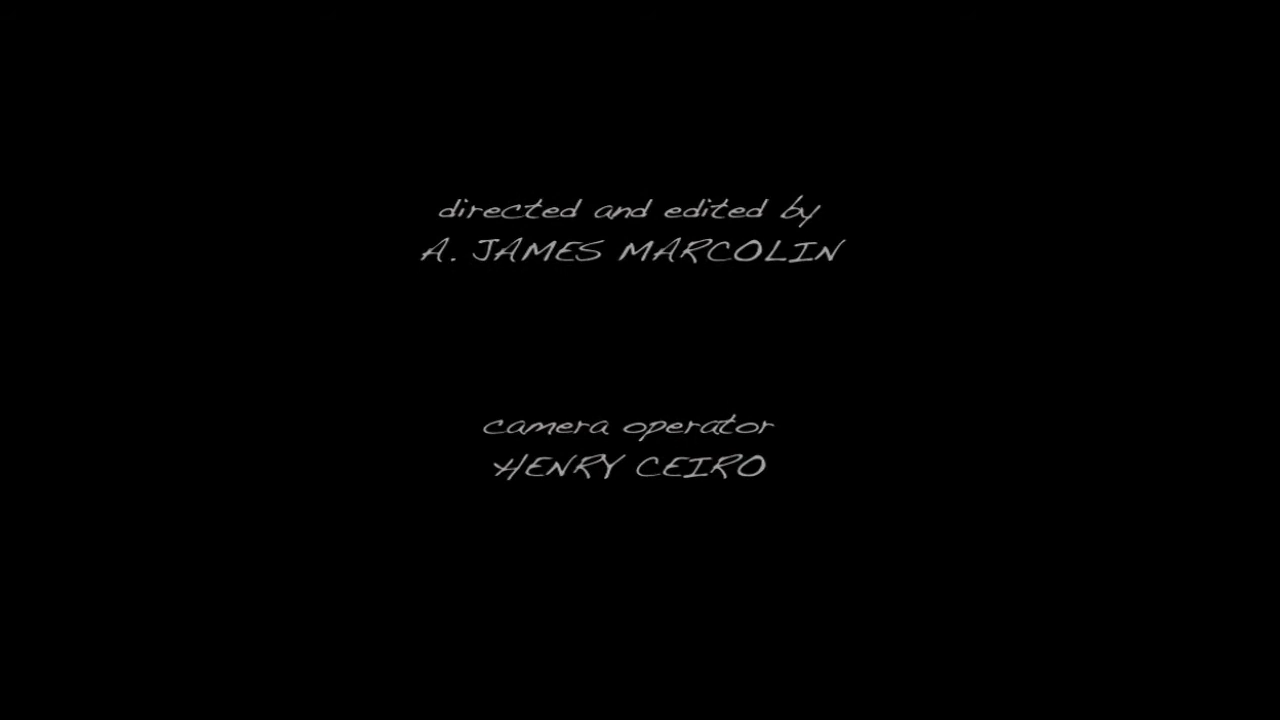 directed and edited by
A. JAMES MARCOLIN
camera operator
HENRY CEIRO